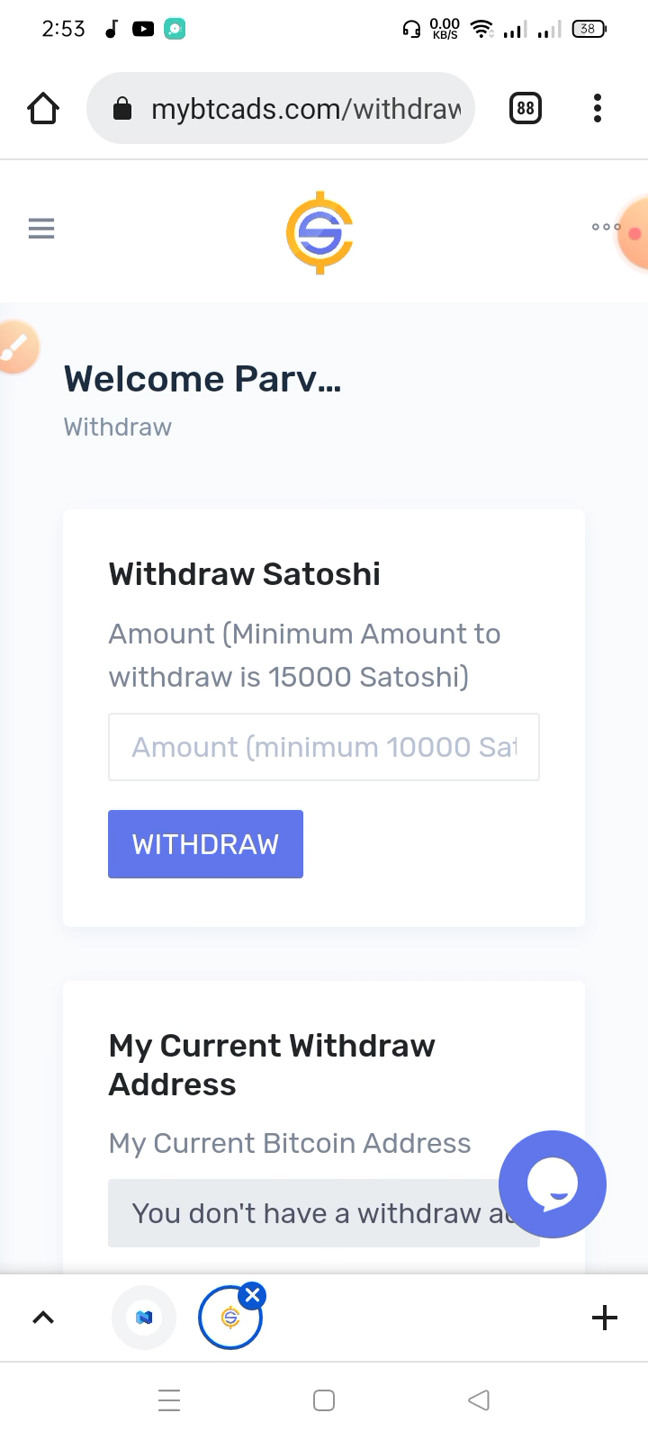 2:53
0.00
KB/S
38
mybtcads.com/withdraw
88
Welcome Parv...
Withdraw
Withdraw Satoshi
Amount (Minimum Amount to
withdraw is 15000 Satoshi)
Amount (minimum 10000 Sat
WITHDRAW
My Current Withdraw
Address
My Current Bitcoin Address
You don't have a withdraw ad